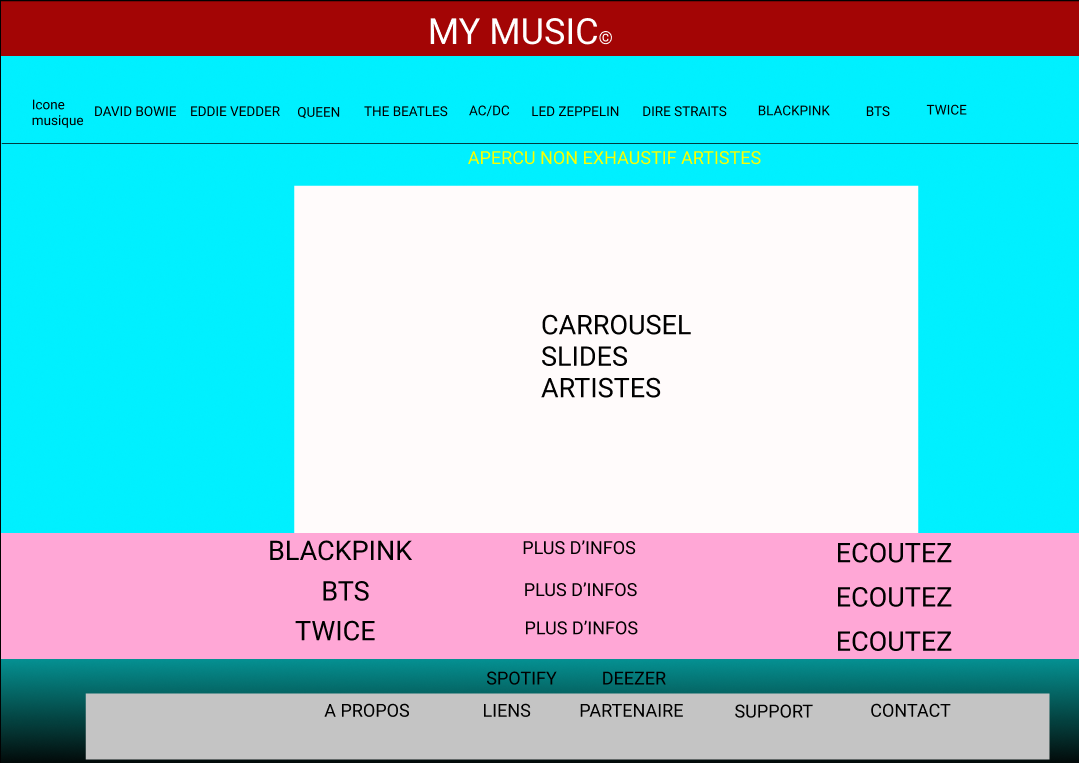 MY MUSIC©
Icone
musique
DAVID BOWIE
EDDIE VEDDER
QUEEN
THE BEATLES
AC/DC
LED ZEPPELIN
DIRE STRAITS
BLACKPINK
BTS
TWICE
APERCU NON EXHAUSTIF ARTISTES
CARROUSEL
SLIDES
ARTISTES
BLACKPINK PLUS D’INFOS ECOUTEZ
BTS PLUS D’INFOS ECOUTEZ
TWICE PLUS D’INFOS ECOUTEZ
SPOTIFY DEEZER
A PROPOS LIENS PARTENAIRE SUPPORT CONTACT